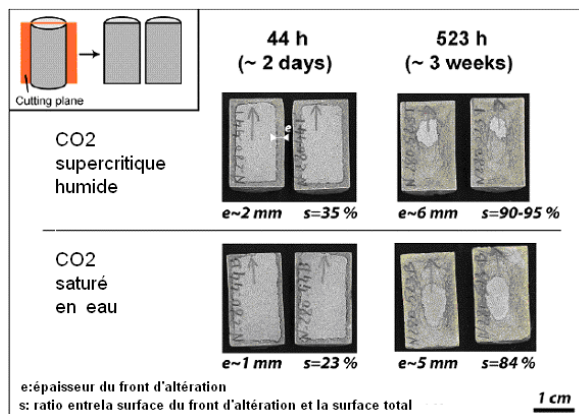 44 h
(~ 2 days)
523 h
(~ 3 weeks)
Cutting plane
CO2
supercritique
humide
e
e~2 mm s=35 %
e~6 mm s=90-95 %
CO2
saturé
en eau
e~1 mm s=23 %
e~5 mm s=84 %
e:épaisseur du front d'altération
s: ratio entrela surface du front d'altération et la surface total
1 cm